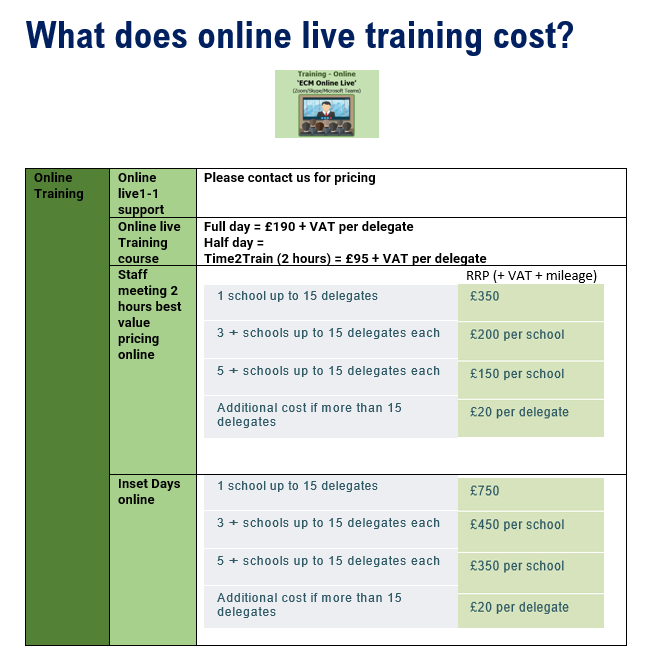 What does online live training cost?
Training - Online
'ECM Online Live'
(Zoom/Skype/Microsoft Teams)
Online
Training
Online
live1-1
support
Please contact us for pricing
Online live
Training
course
Full day = £190 + VAT per delegate
Half day =
Time2Train (2 hours) = £95 + VAT per delegate
Staff
meeting 2
hours best
value
pricing
online
RRP (+ VAT + mileage)
1 school up to 15 delegates
£350
3 + schools up to 15 delegates each
£200 per school
5 + schools up to 15 delegates each
£150 per school
Additional cost if more than 15
delegates
£20 per delegate
Inset Days
online
1 school up to 15 delegates
£750
3 + schools up to 15 delegates each
£450 per school
5 + schools up to 15 delegates each
£350 per school
Additional cost if more than 15
delegates
£20 per delegate